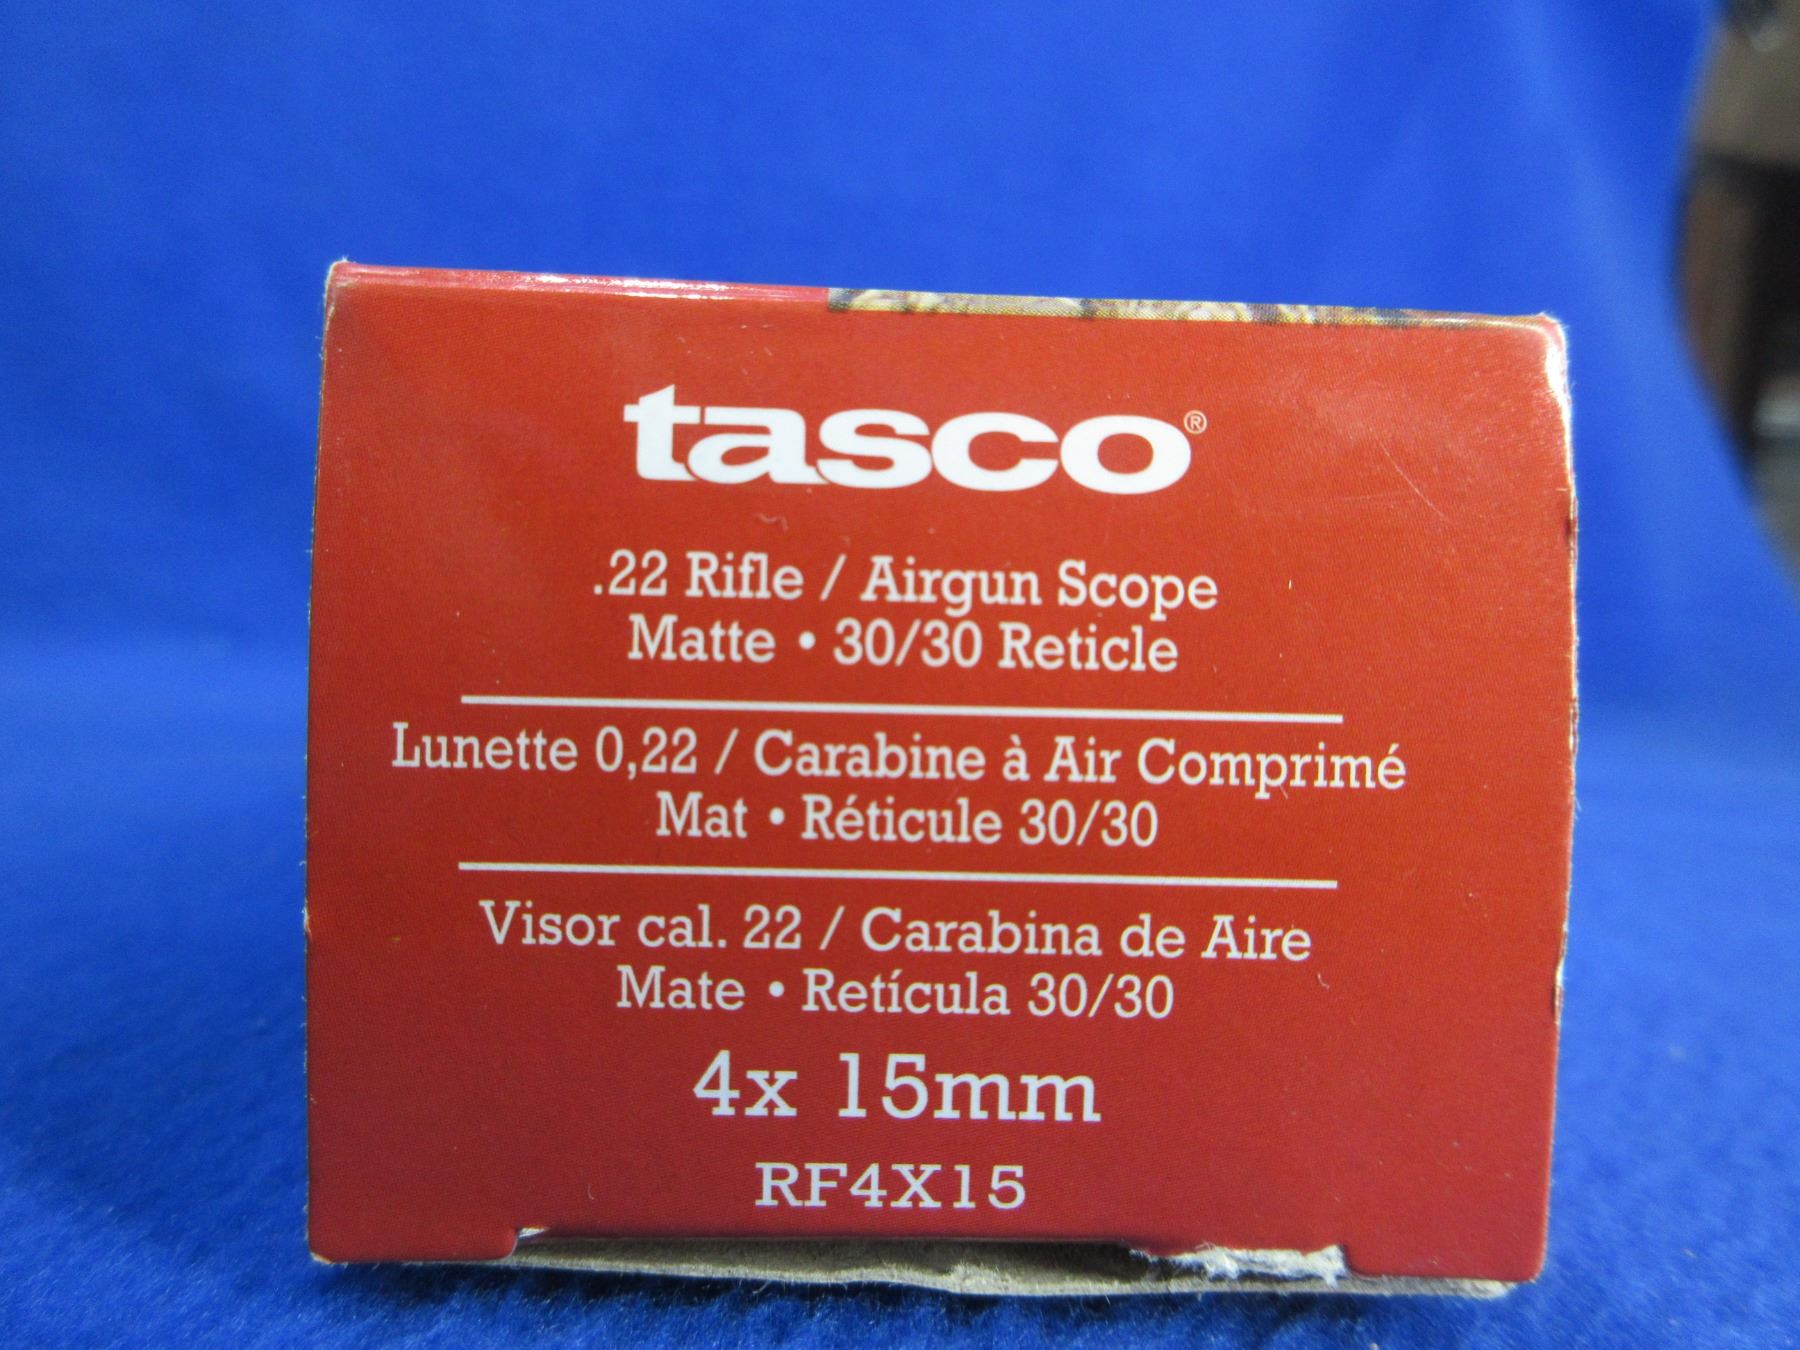 tasco®
.22 Rifle / Airgun Scope
Matte • 30/30 Reticle
Lunette 0,22 / Carabine à Air Comprimé
Mat • Réticule 30/30
Visor cal. 22 / Carabina de Aire
Mate • Retícula 30/30
4x 15mm
RF4X15